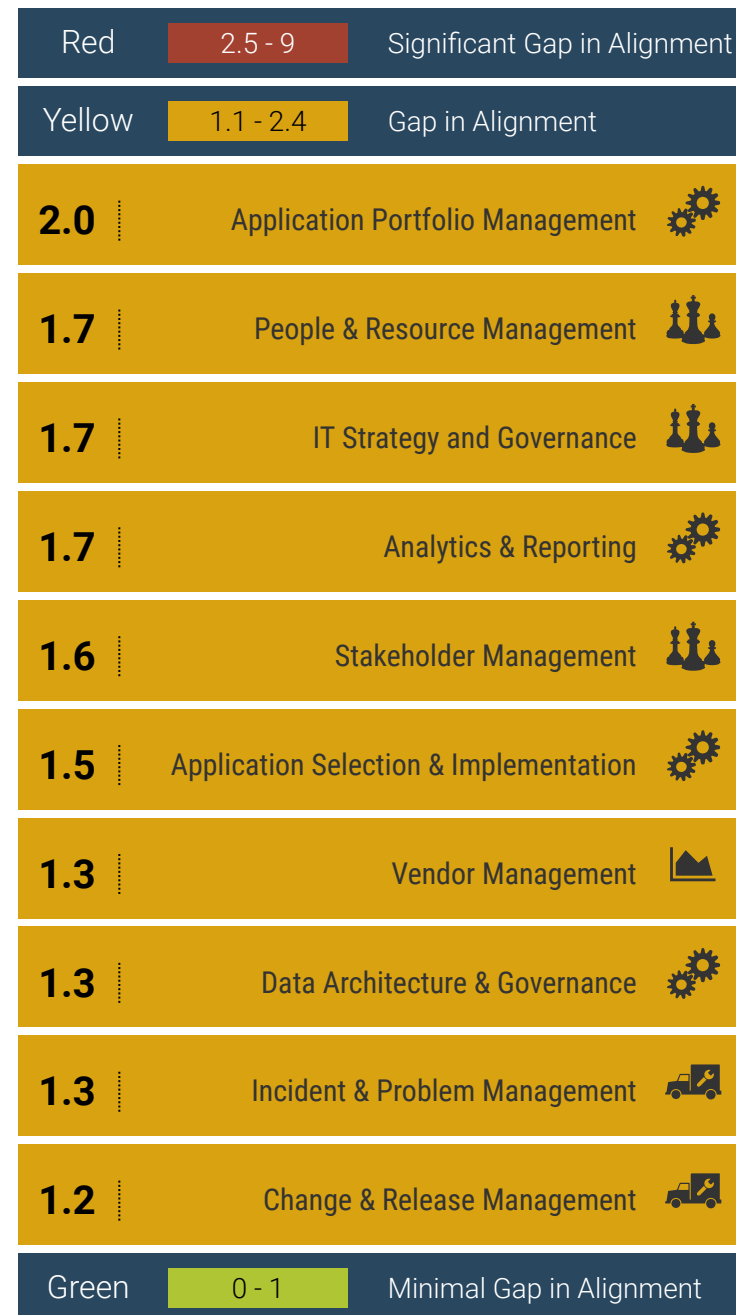 Red 2.5 - 9 Significant Gap in Alignment
Yellow 1.1 - 2.4 Gap in Alignment
2.0 Application Portfolio Management
1.7 People & Resource Management
1.7 IT Strategy and Governance
1.7 Analytics & Reporting
1.6 Stakeholder Management
1.5 Application Selection & Implementation
1.3 Vendor Management
1.3 Data Architecture & Governance
1.3 Incident & Problem Management
1.2 Change & Release Management
Green 0 - 1 Minimal Gap in Alignment